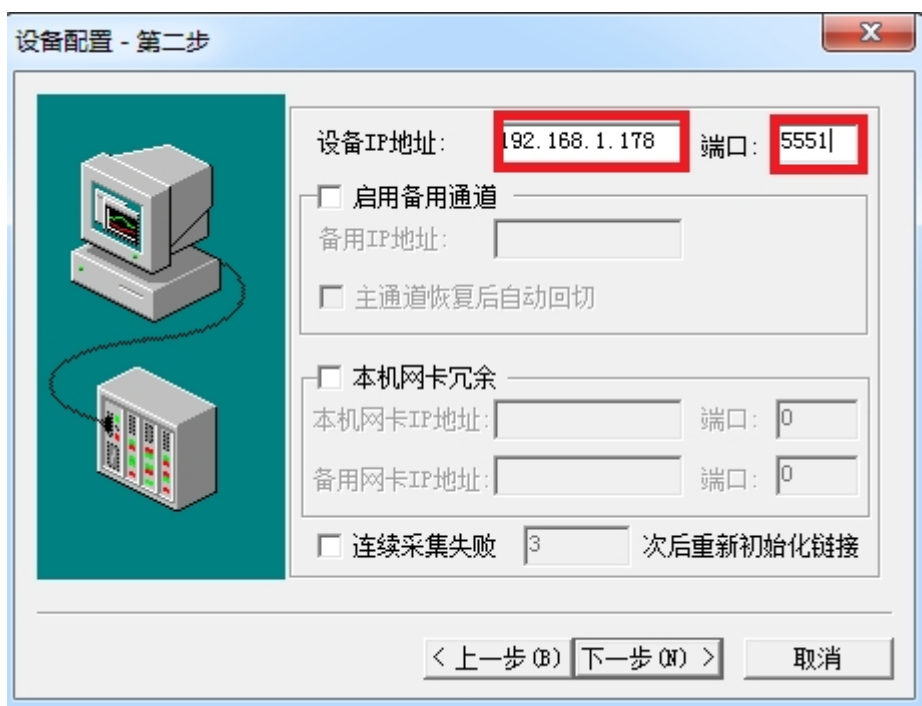 设备配置 - 第二步
设备IP地址: 192.168.1.178 端口: 5551
启用备用通道
备用IP地址:
主通道恢复后自动回切
本机网卡冗余
本机网卡IP地址: 端口: 0
备用网卡IP地址: 端口: 0
连续采集失败 3 次后重新初始化链接
< 上一步(B) 下一步(N) > 取消